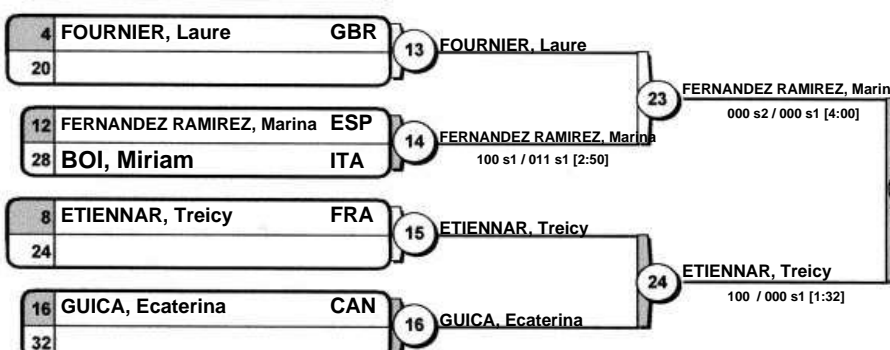 4 FOURNIER, Laure GBR
20
13
FOURNIER, Laure
12 FERNANDEZ RAMIREZ, Marina ESP
28 BOI, Miriam ITA
14
FERNANDEZ RAMIREZ, Marina
100 s1 / 011 s1 [2:50]
23
FERNANDEZ RAMIREZ, Marin
000 s2 / 000 s1 [4:00]
8 ETIENNAR, Treicy FRA
24
15
ETIENNAR, Treicy
16 GUICA, Ecaterina CAN
32
16
GUICA, Ecaterina
24
ETIENNAR, Treicy
100 / 000 s1 [1:32]